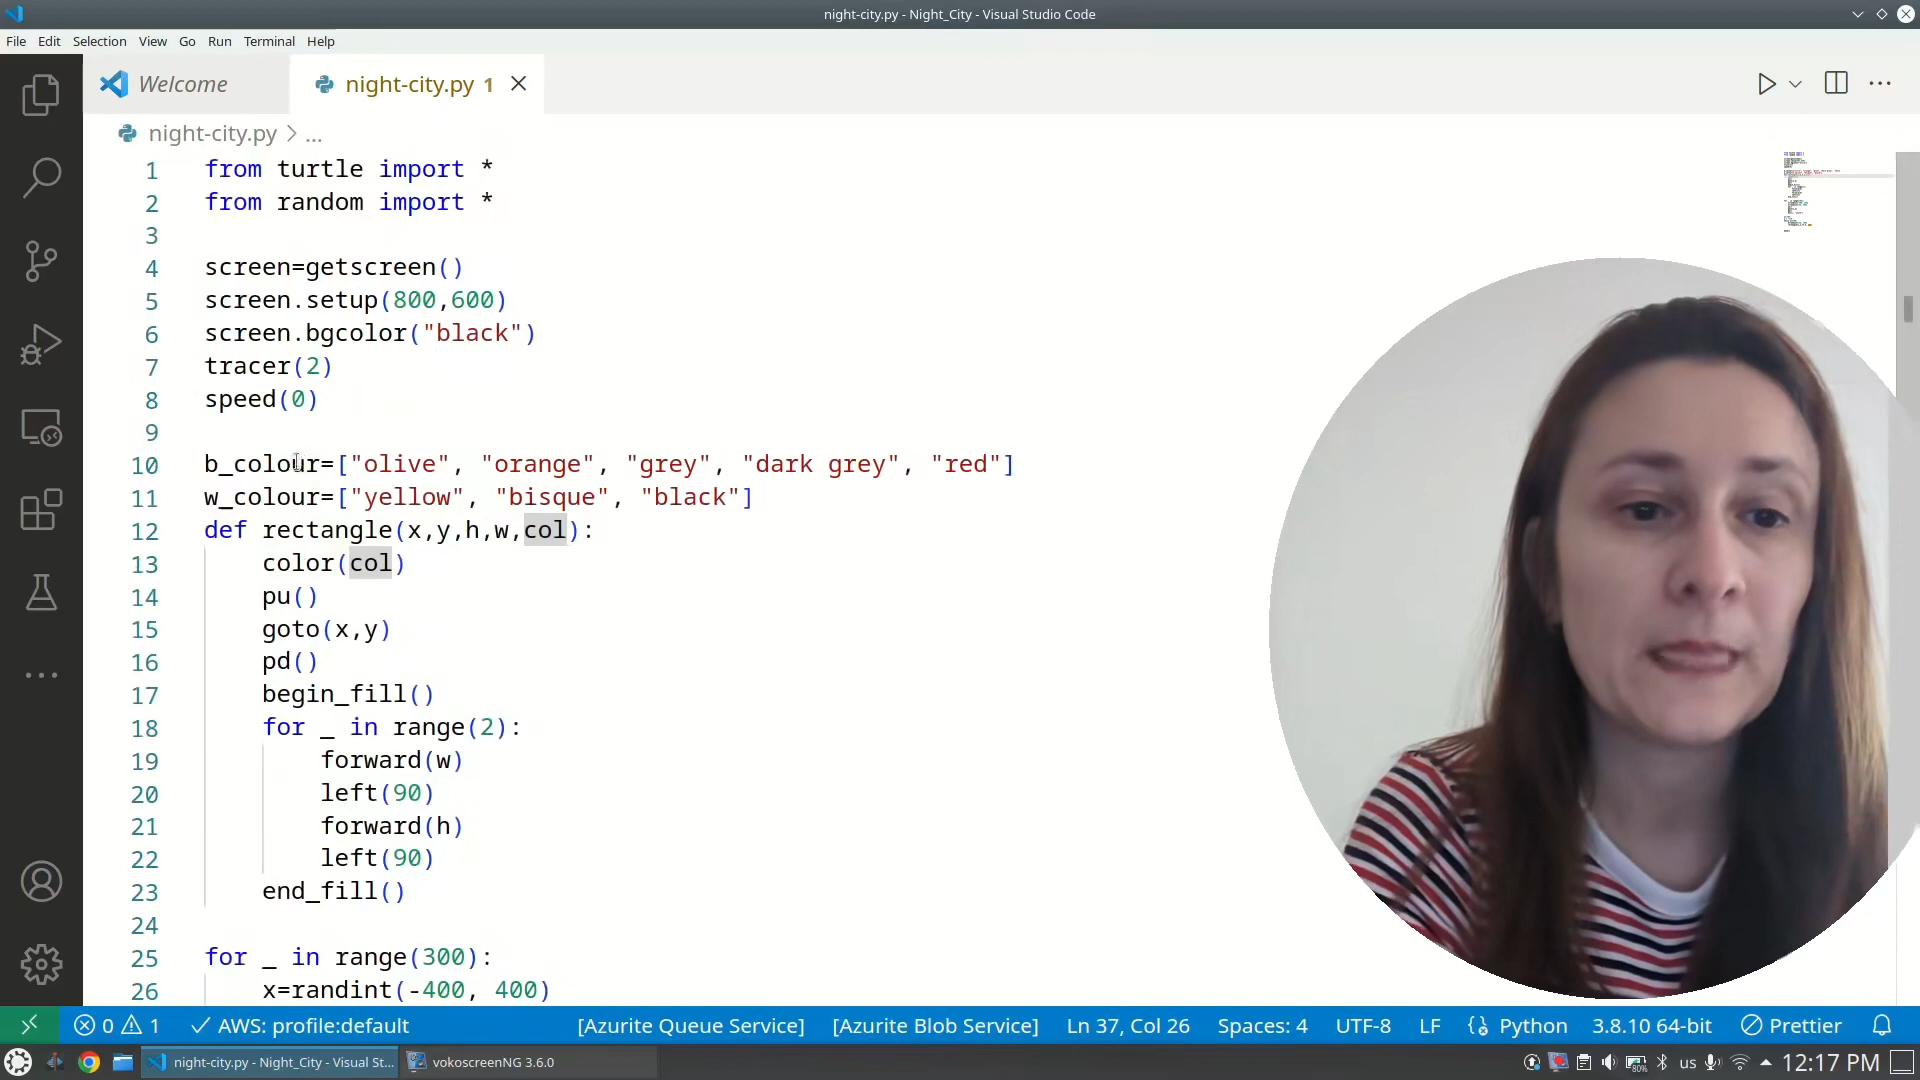 night-city.py - Night_City - Visual Studio Code
File Edit Selection View Go Run Terminal Help
Welcome
night-city.py 1
night-city.py > ...
1 from turtle import *
2 from random import *
3
4 screen=getscreen()
5 screen.setup(800,600)
6 screen.bgcolor("black")
7 tracer(2)
8 speed(0)
9
10 b_colour=["olive", "orange", "grey", "dark grey", "red"]
11 w_colour=["yellow", "bisque", "black"]
12 def rectangle(x,y,h,w,col):
13 color(col)
14 pu()
15 goto(x,y)
16 pd()
17 begin_fill()
18 for _ in range(2):
19 forward(w)
20 left(90)
21 forward(h)
22 left(90)
23 end_fill()
24
25 for _ in range(300):
26 x=randint(-400, 400)
0 1 AWS: profile:default [Azurite Queue Service] [Azurite Blob Service] Ln 37, Col 26 Spaces: 4 UTF-8 LF Python 3.8.10 64-bit Prettier
night-city.py - Night_City - Visual St... vokoscreenNG 3.6.0 80% us 12:17 PM